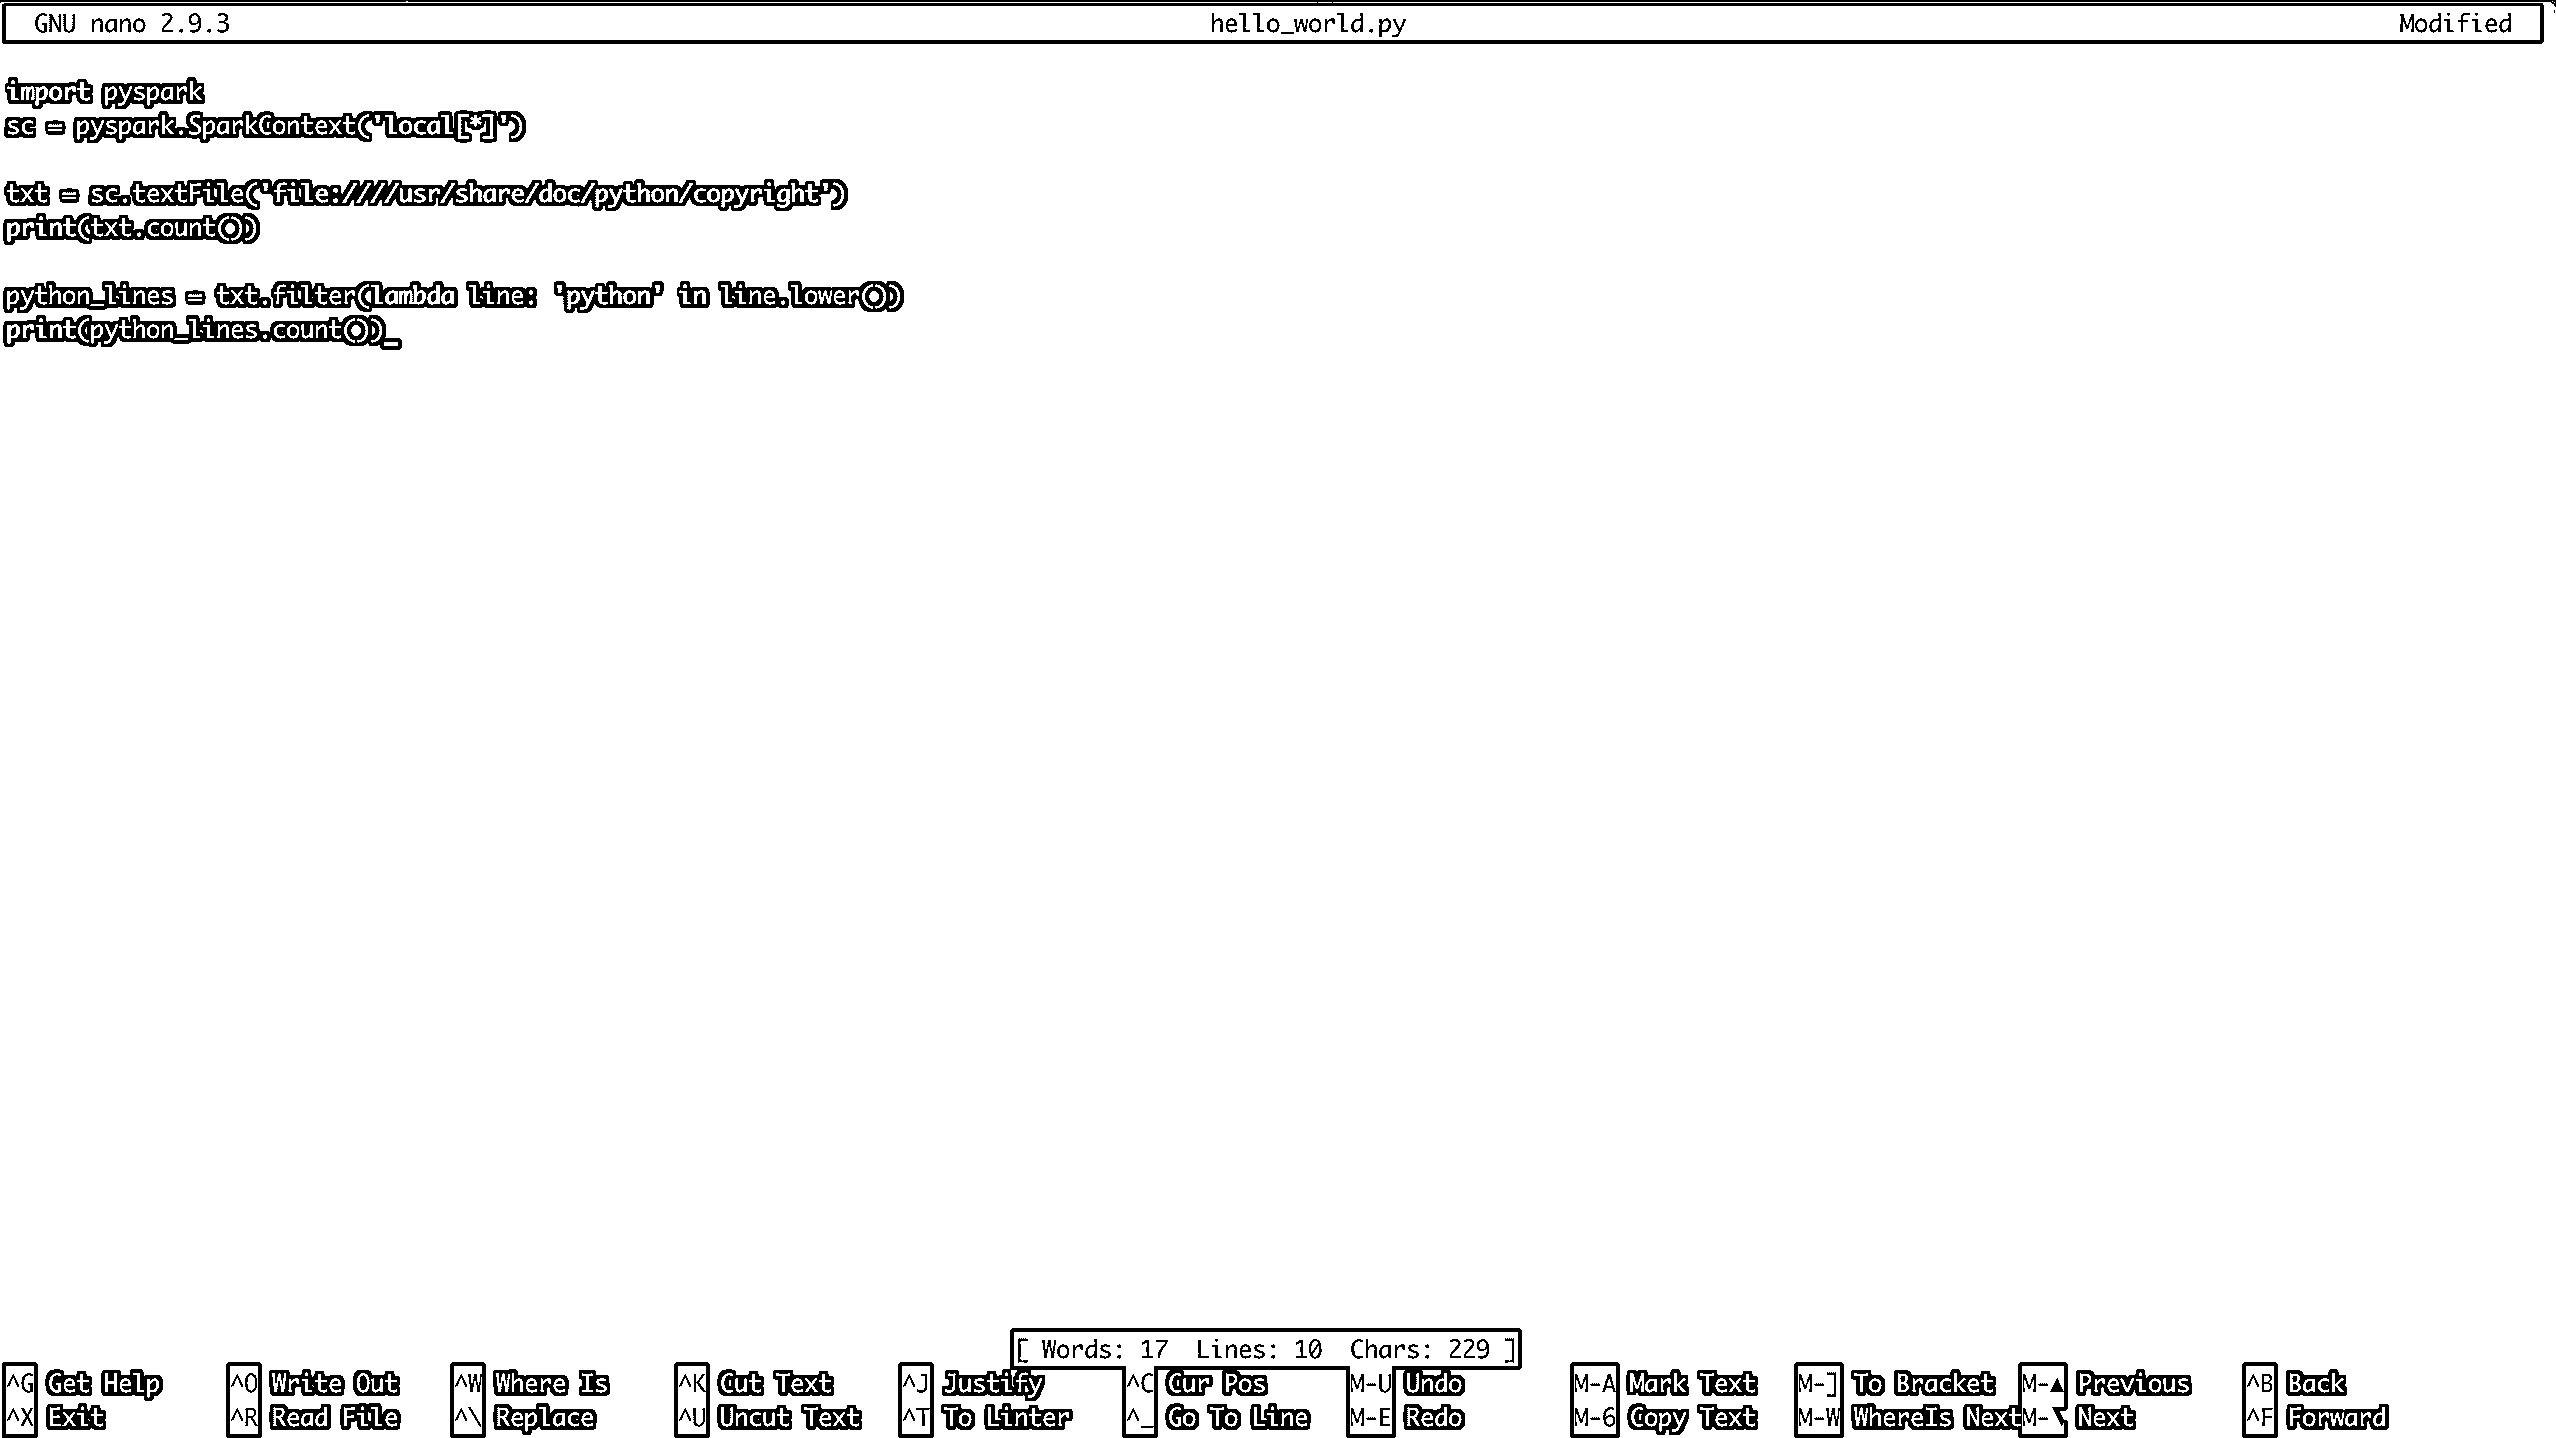 GNU nano 2.9.3 hello_world.py Modified
import pyspark
sc = pyspark.SparkContext('local[*]')
txt = sc.textFile('file:////usr/share/doc/python/copyright')
print(txt.count())
python_lines = txt.filter(lambda line: 'python' in line.lower())
print(python_lines.count())_
[ Words: 17 Lines: 10 Chars: 229 ]
^G Get Help ^O Write Out ^W Where Is ^K Cut Text ^J Justify ^C Cur Pos M-U Undo M-A Mark Text M-] To Bracket M-▲ Previous ^B Back
^X Exit ^R Read File ^\ Replace ^U Uncut Text ^T To Linter ^_ Go To Line M-E Redo M-6 Copy Text M-W WhereIs Next M-▼ Next ^F Forward